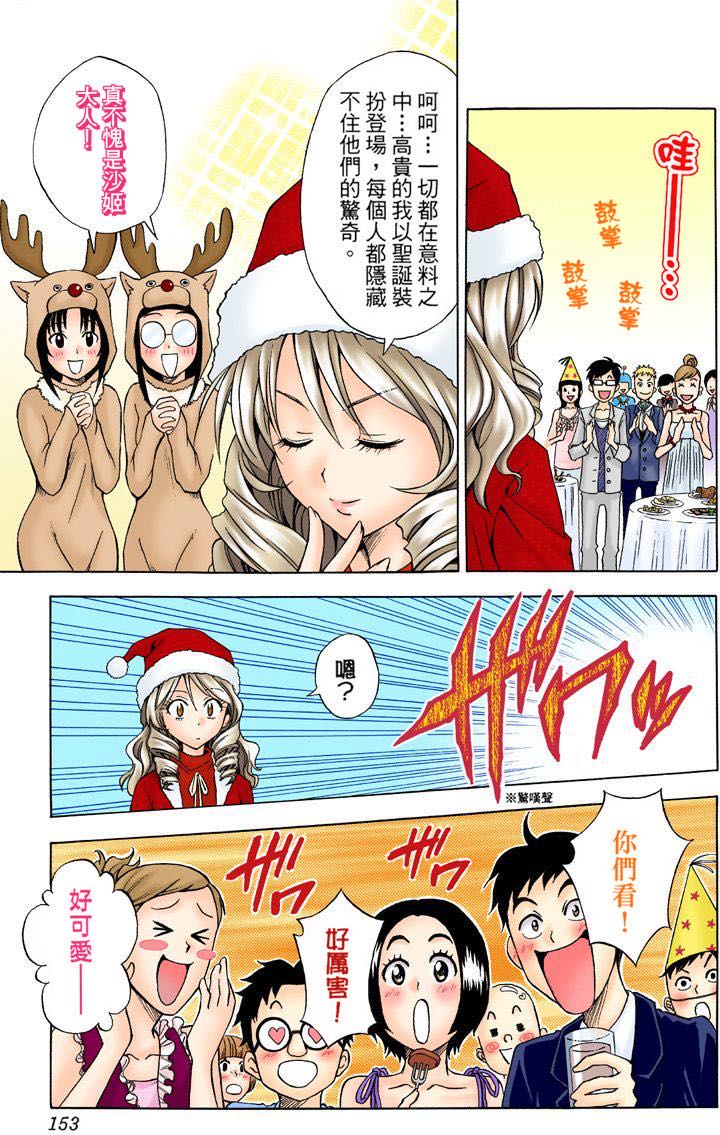 哇——!!
鼓掌
鼓掌
鼓掌
呵呵…一切都在意料之
中…高貴的我以聖誕裝
扮登場，每個人都隱藏
不住他們的驚奇。
真不愧是沙姬
大人！
ザワッ
※驚嘆聲
嗯？
你們看！
ザワ
好厲害！
ザワ
好可愛——
153